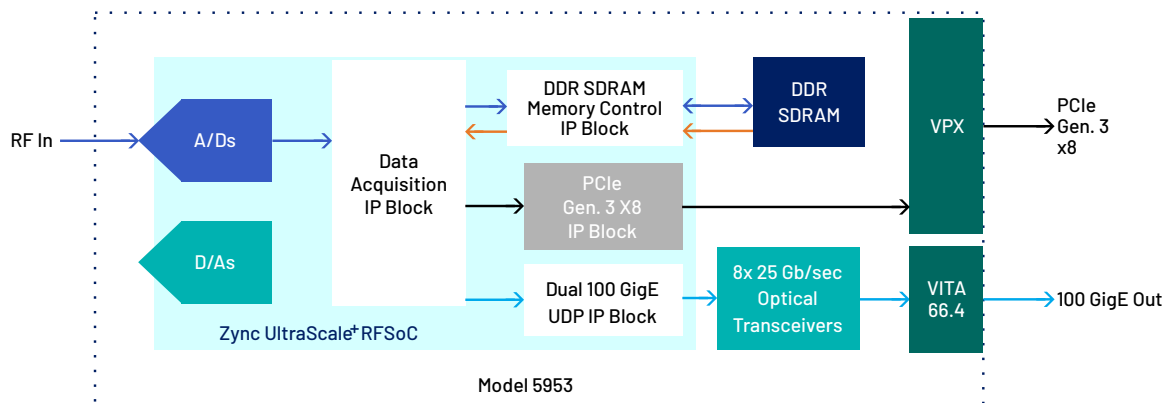 RF In
A/Ds
D/As
Data
Acquisition
IP Block
DDR SDRAM
Memory Control
IP Block
DDR
SDRAM
PCIe
Gen. 3 X8
IP Block
Dual 100 GigE
UDP IP Block
8x 25 Gb/sec
Optical
Transceivers
VPX
VITA
66.4
PCIe
Gen. 3
x8
100 GigE Out
Zync UltraScale+ RFSoC
Model 5953